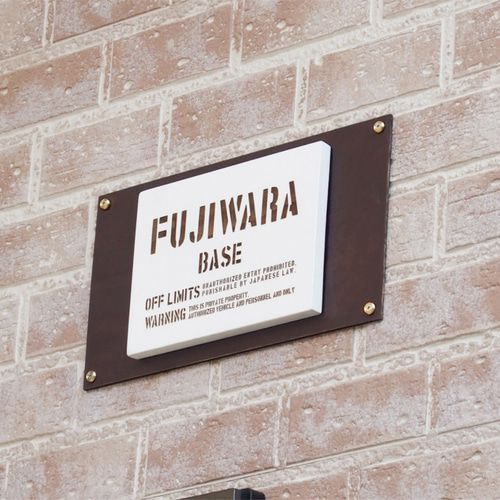 FUJIWARA
BASE
OFF LIMITS UNAUTHORIZED ENTRY PROHIBITED.
PUNISHABLE BY JAPANESE LAW.
WARNING THIS IS PRIVATE PROPERTY.
AUTHORIZED VEHICLE AND PERSONNEL AND ONLY